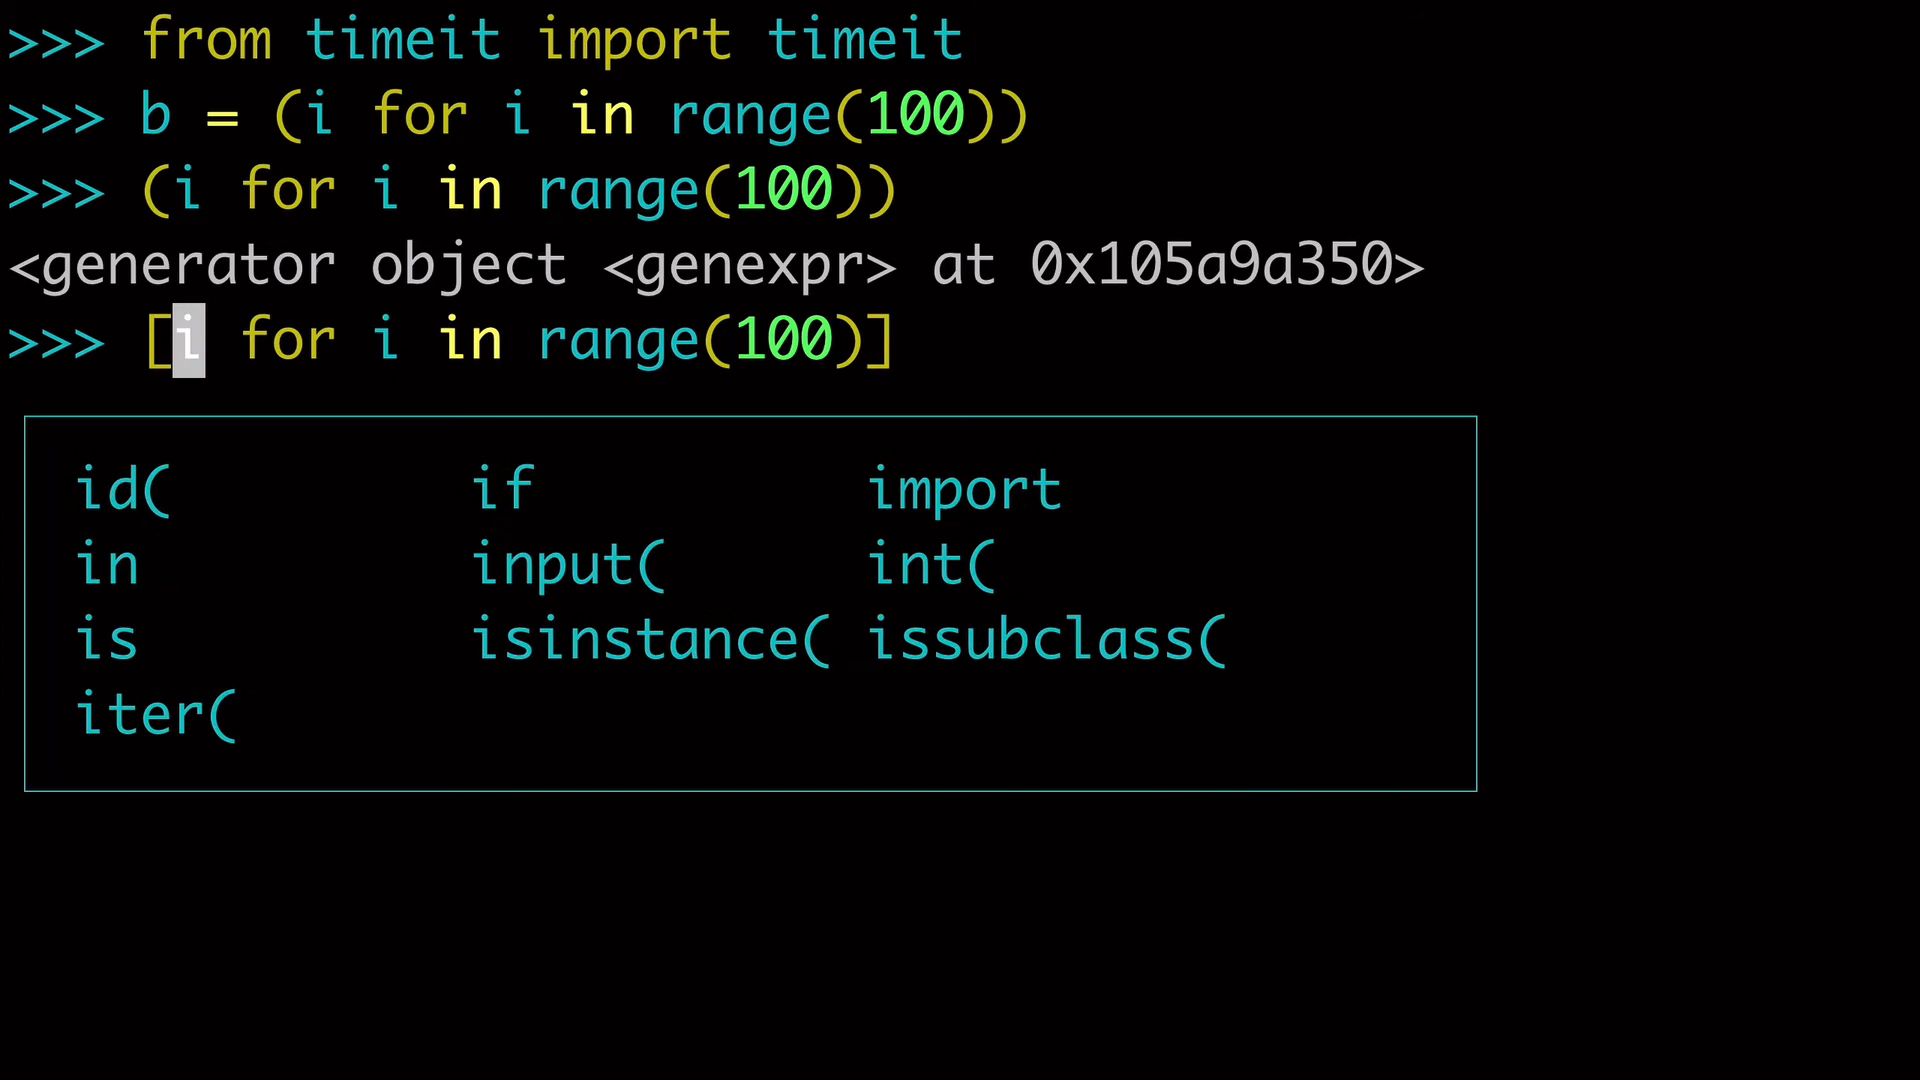 >>> from timeit import timeit
>>> b = (i for i in range(100))
>>> (i for i in range(100))
<generator object <genexpr> at 0x105a9a350>
>>> [i for i in range(100)]
id( if import
in input( int(
is isinstance( issubclass(
iter(